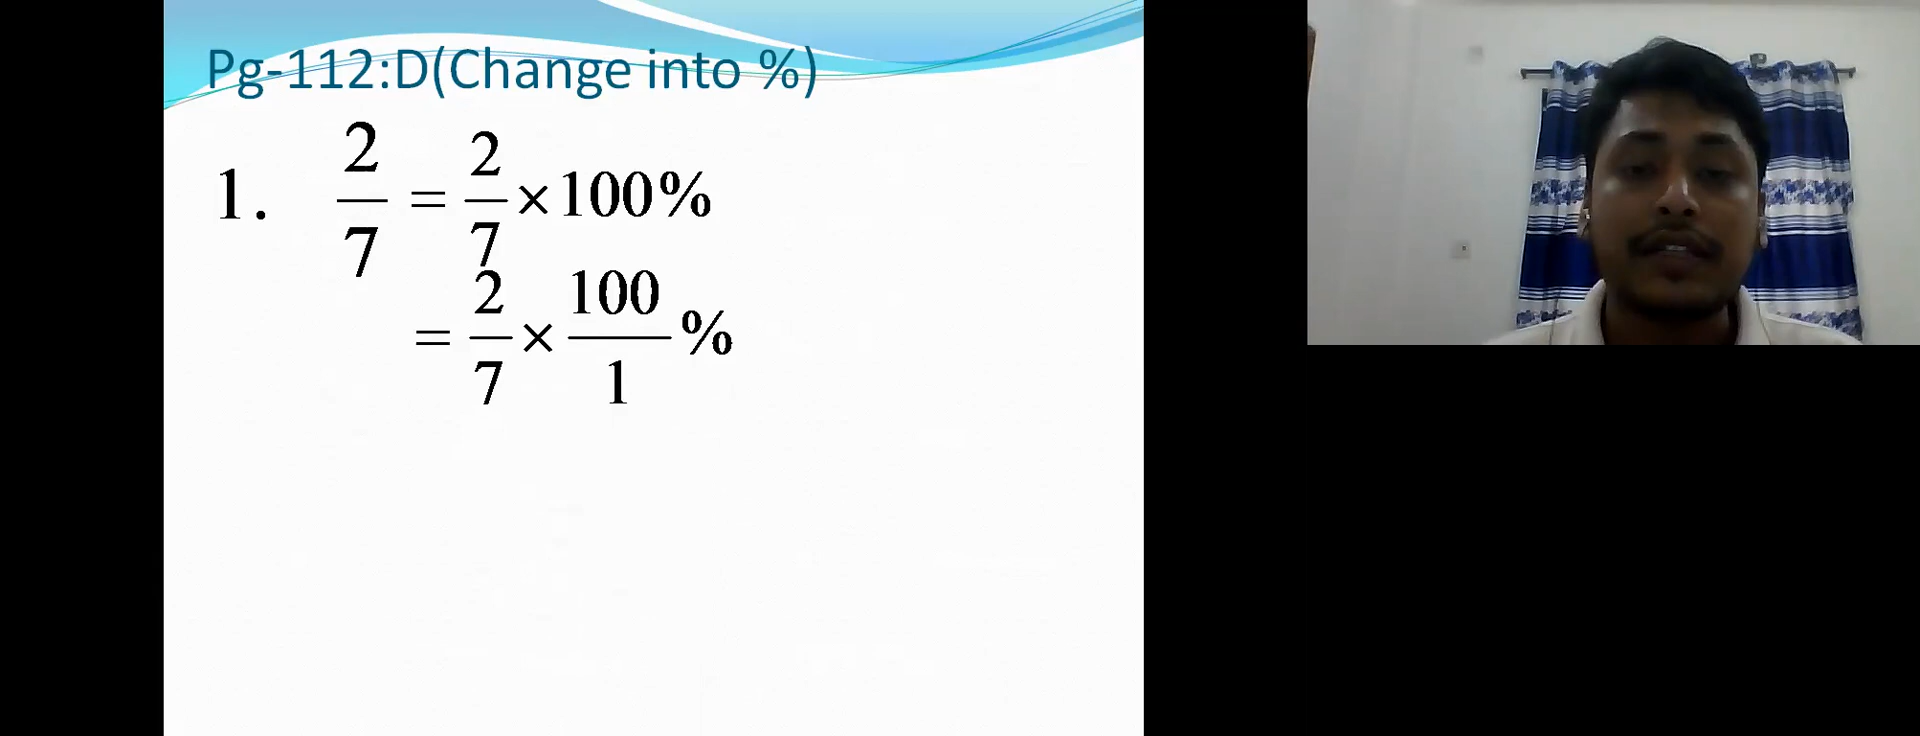 Pg-112:D(Change into %)
1. 2/7 = 2/7 × 100%
= 2/7 × 100/1 %